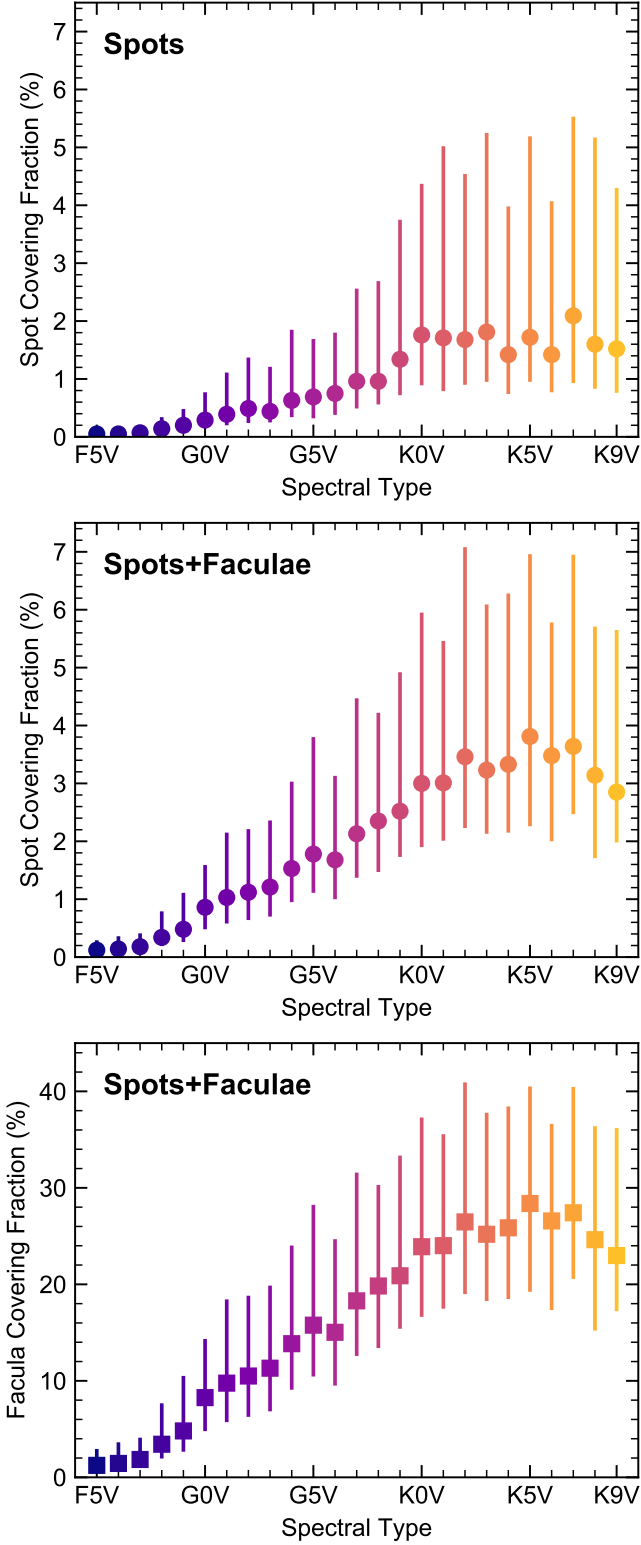 Spots
Spot Covering Fraction (%)
7
6
5
4
3
2
1
0
F5V G0V G5V K0V K5V K9V
Spectral Type
Spots+Faculae
Spot Covering Fraction (%)
7
6
5
4
3
2
1
0
F5V G0V G5V K0V K5V K9V
Spectral Type
Spots+Faculae
Facula Covering Fraction (%)
40
30
20
10
0
F5V G0V G5V K0V K5V K9V
Spectral Type